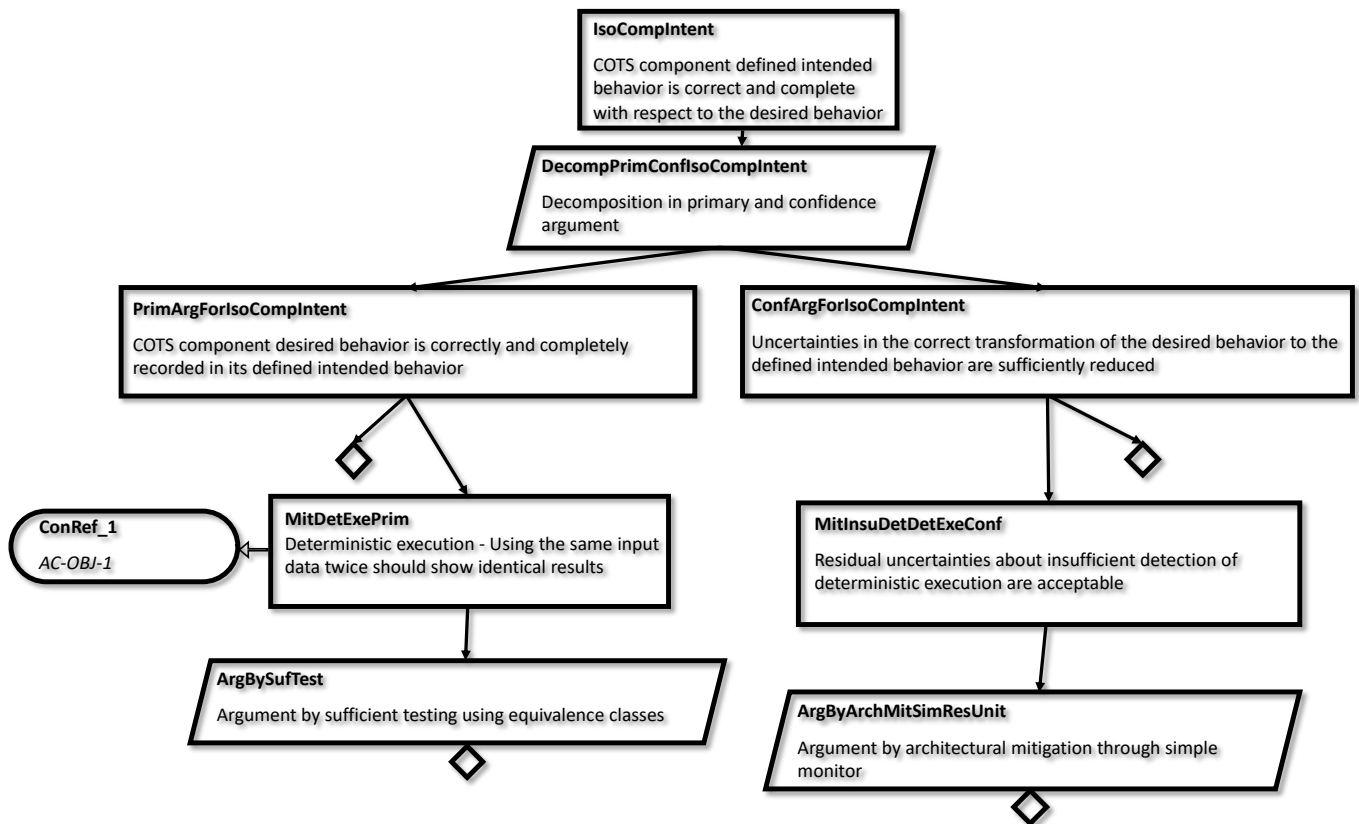 IsoCompIntent
COTS component defined intended
behavior is correct and complete
with respect to the desired behavior
DecompPrimConfIsoCompIntent
Decomposition in primary and confidence
argument
PrimArgForIsoCompIntent
COTS component desired behavior is correctly and completely
recorded in its defined intended behavior
ConfArgForIsoCompIntent
Uncertainties in the correct transformation of the desired behavior to the
defined intended behavior are sufficiently reduced
ConRef_1
AC-OBJ-1
MitDetExePrim
Deterministic execution - Using the same input
data twice should show identical results
MitInsuDetDetExeConf
Residual uncertainties about insufficient detection of
deterministic execution are acceptable
ArgBySufTest
Argument by sufficient testing using equivalence classes
ArgByArchMitSimResUnit
Argument by architectural mitigation through simple
monitor